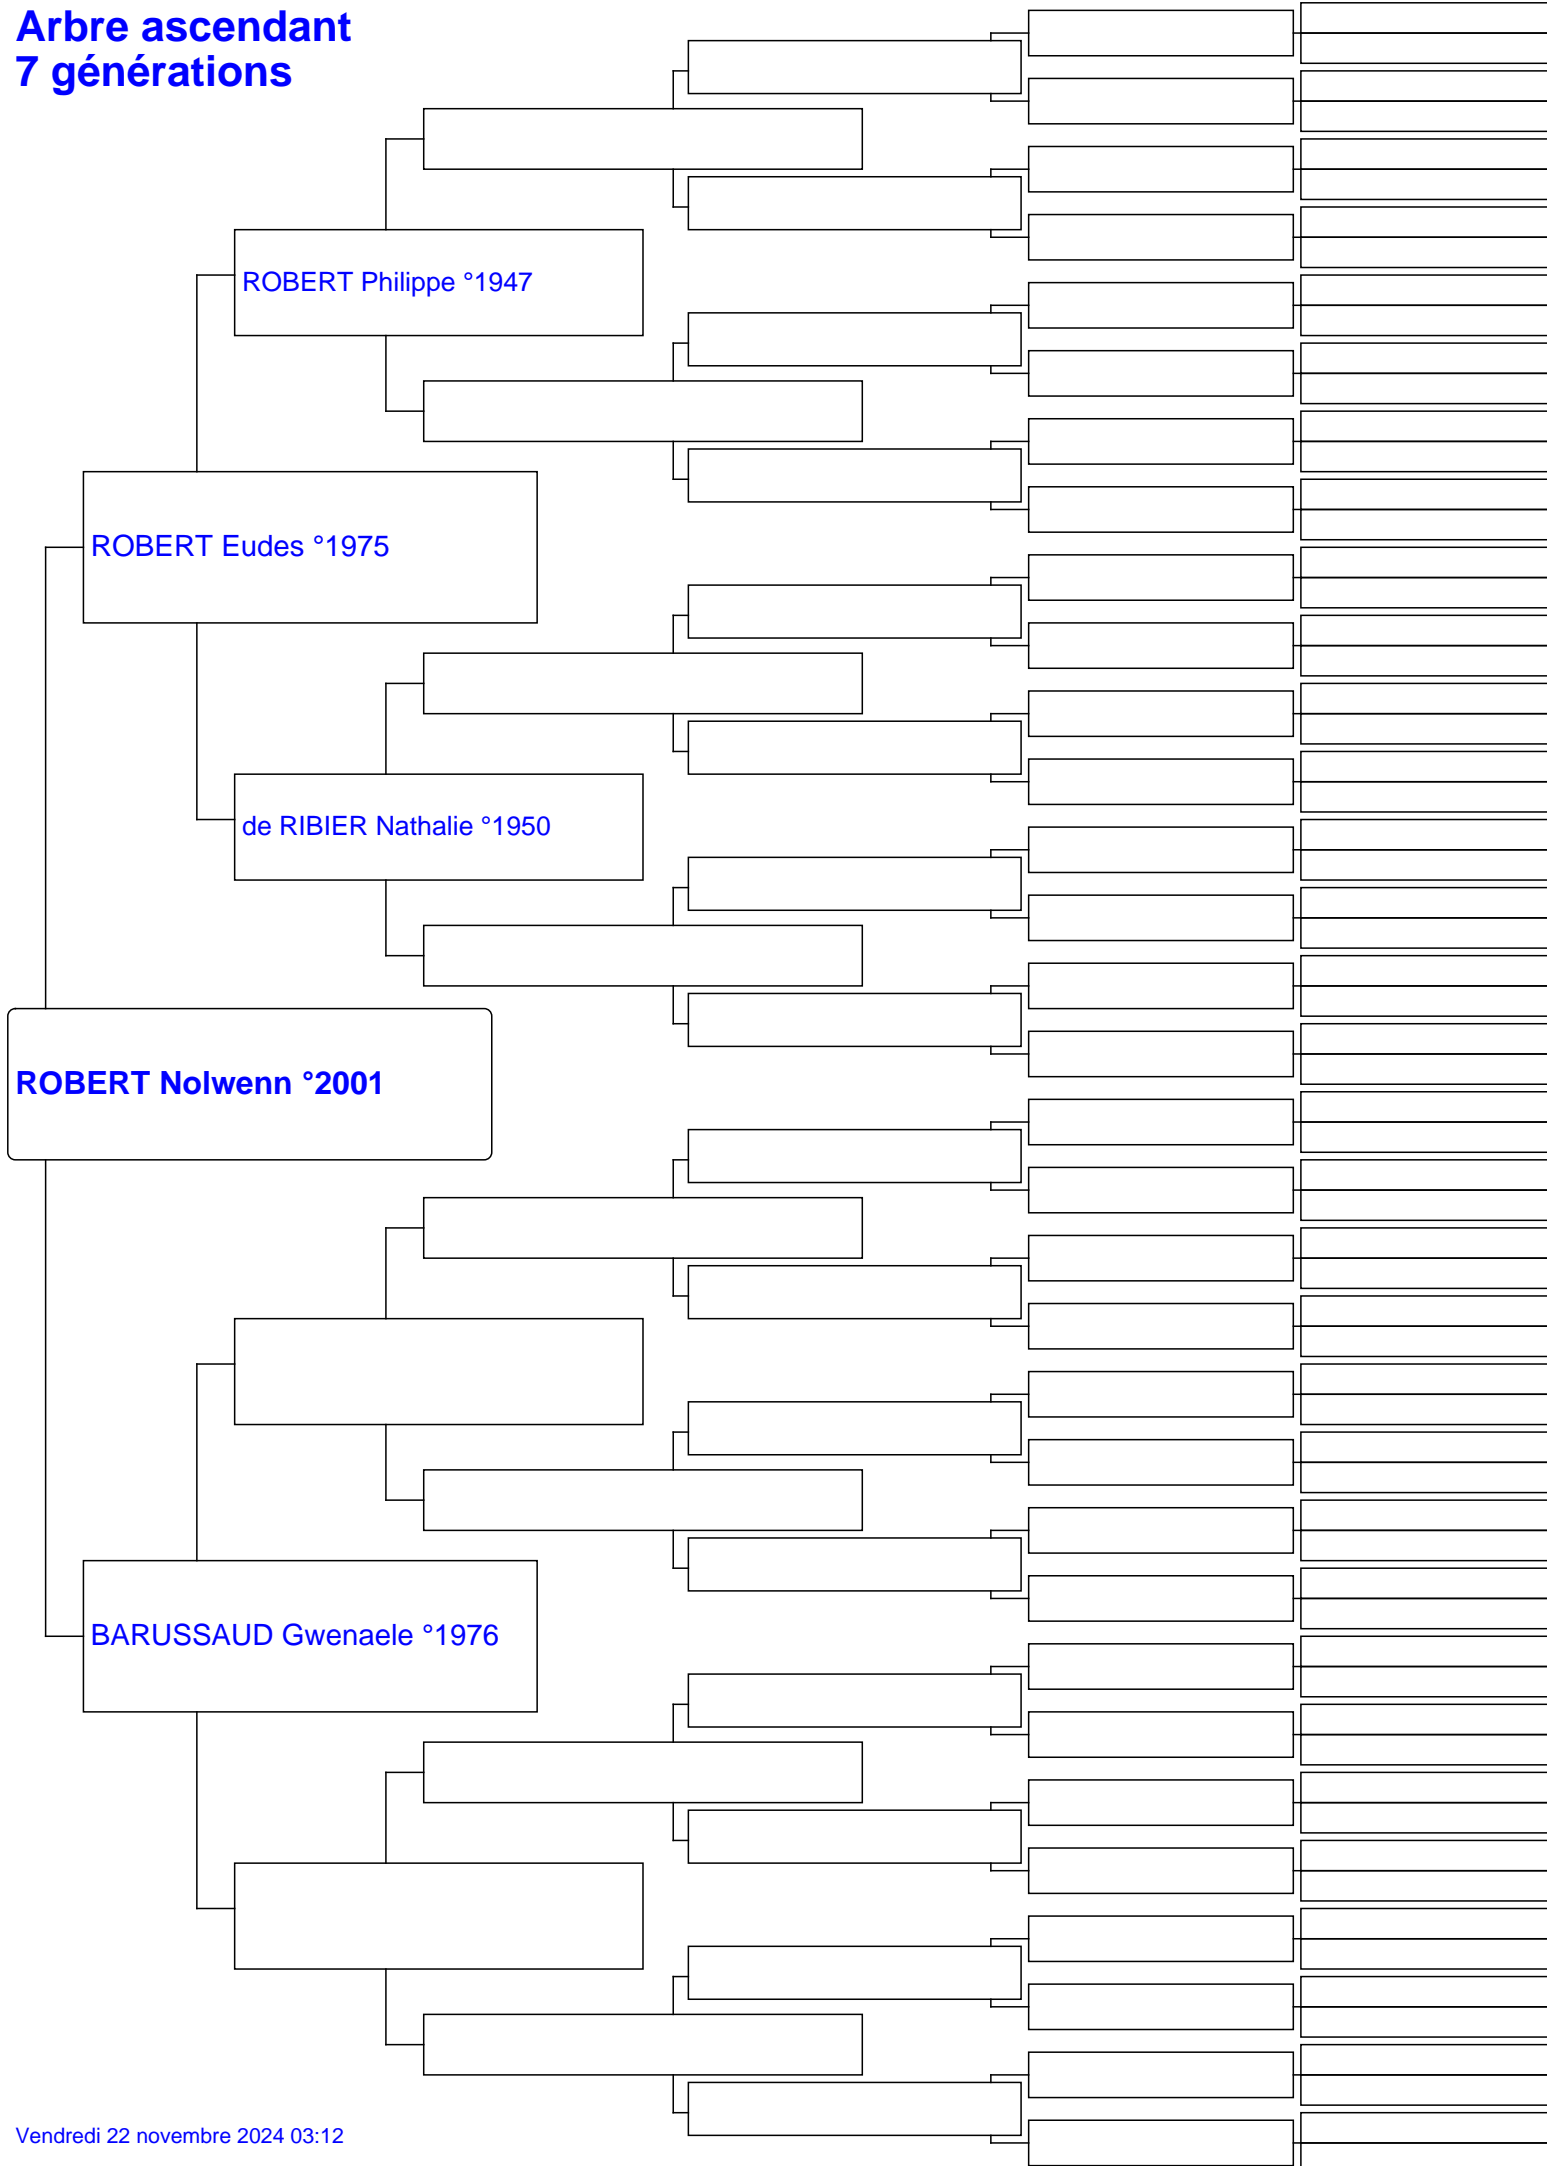 Arbre ascendant
7 générations
ROBERT Philippe °1947
ROBERT Eudes °1975
de RIBIER Nathalie °1950
ROBERT Nolwenn °2001
BARUSSAUD Gwenaele °1976
Vendredi 22 novembre 2024 03:12